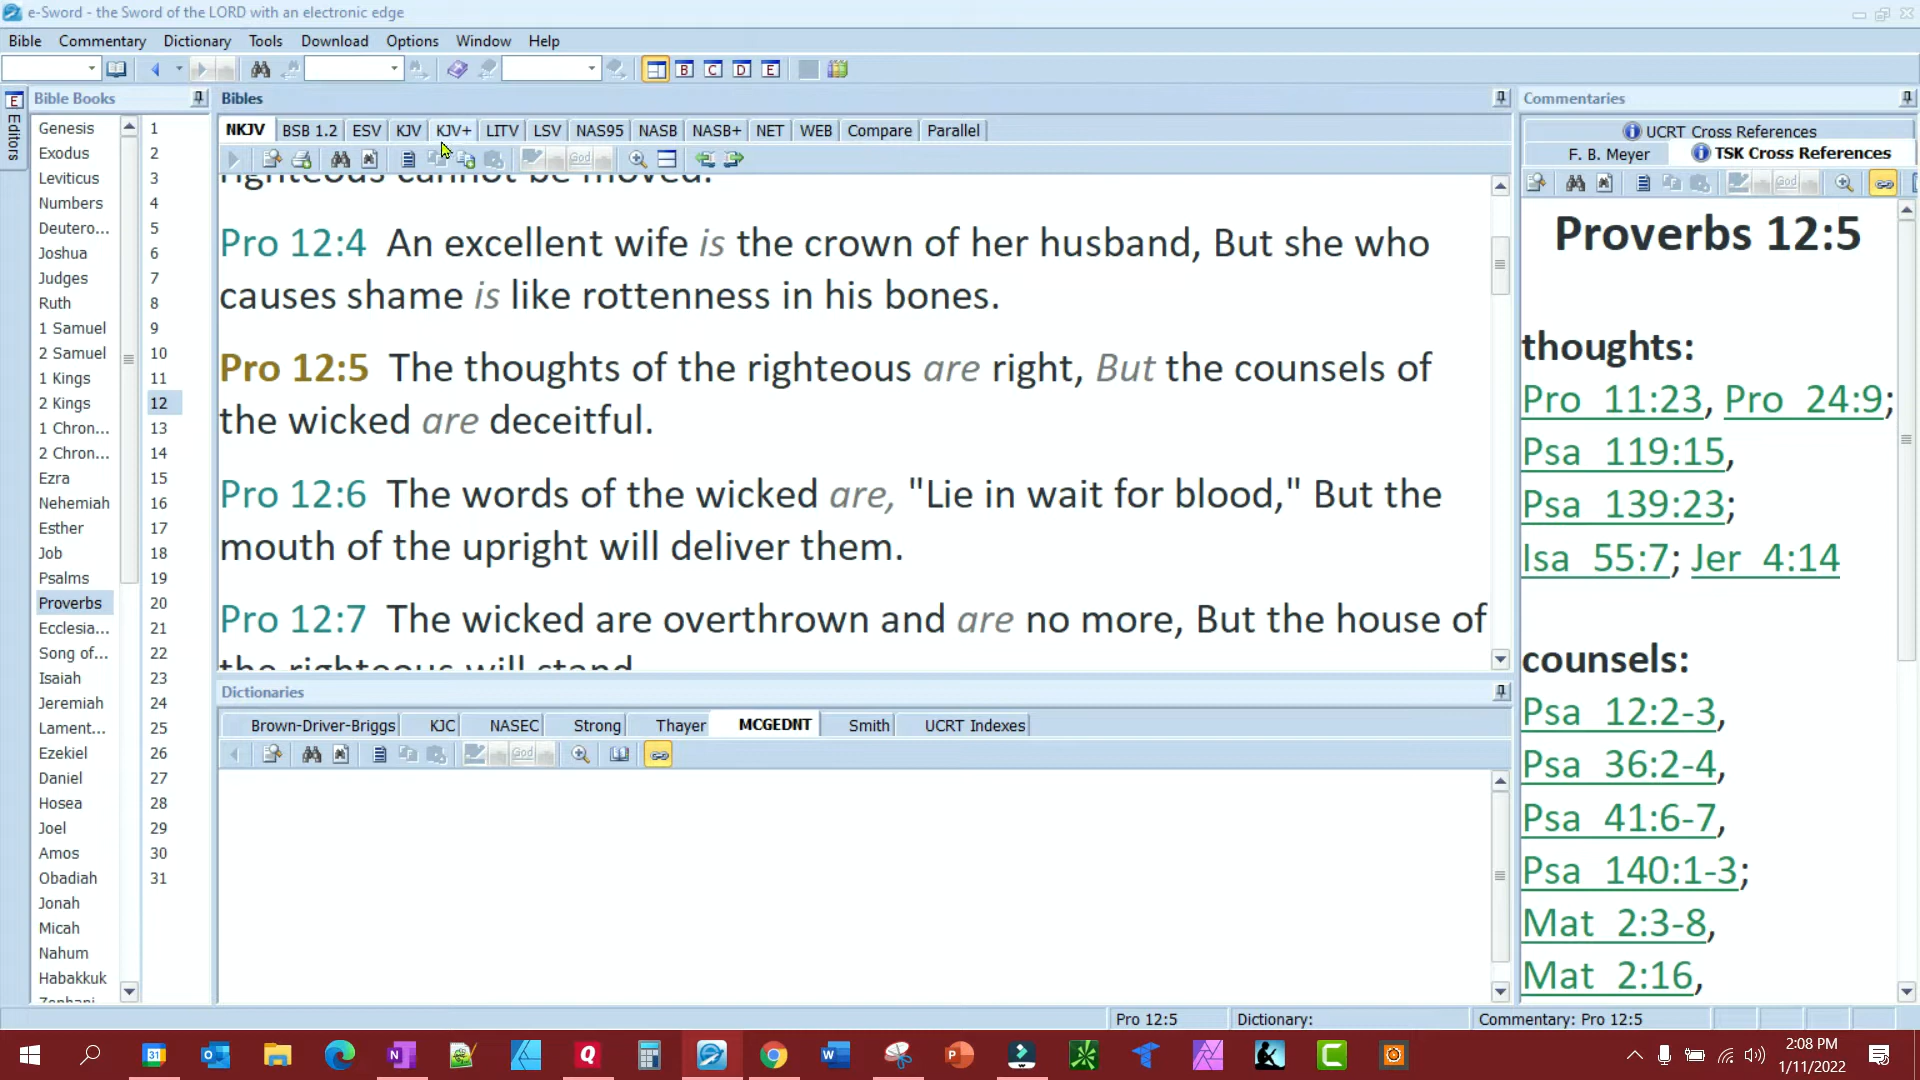 e-Sword - the Sword of the LORD with an electronic edge
Bible Commentary Dictionary Tools Download Options Window Help
B C D E
Editors
Bible Books
Genesis
Exodus
Leviticus
Numbers
Deutero...
Joshua
Judges
Ruth
1 Samuel
2 Samuel
1 Kings
2 Kings
1 Chron...
2 Chron...
Ezra
Nehemiah
Esther
Job
Psalms
Proverbs
Ecclesia...
Song of...
Isaiah
Jeremiah
Lament...
Ezekiel
Daniel
Hosea
Joel
Amos
Obadiah
Jonah
Micah
Nahum
Habakkuk
1
2
3
4
5
6
7
8
9
10
11
12
13
14
15
16
17
18
19
20
21
22
23
24
25
26
27
28
29
30
31
Bibles
NKJV BSB 1.2 ESV KJV KJV+ LITV LSV NAS95 NASB NASB+ NET WEB Compare Parallel
God
righteous cannot be moved.
Pro 12:4 An excellent wife is the crown of her husband, But she who
causes shame is like rottenness in his bones.
Pro 12:5 The thoughts of the righteous are right, But the counsels of
the wicked are deceitful.
Pro 12:6 The words of the wicked are, "Lie in wait for blood," But the
mouth of the upright will deliver them.
Pro 12:7 The wicked are overthrown and are no more, But the house of
the righteous will stand
Dictionaries
Brown-Driver-Briggs KJC NASEC Strong Thayer MCGEDNT Smith UCRT Indexes
God
Commentaries
UCRT Cross References
F. B. Meyer TSK Cross References
God
Proverbs 12:5
thoughts:
Pro 11:23, Pro 24:9;
Psa 119:15,
Psa 139:23;
Isa 55:7; Jer 4:14
counsels:
Psa 12:2-3,
Psa 36:2-4,
Psa 41:6-7,
Psa 140:1-3;
Mat 2:3-8,
Mat 2:16,
Pro 12:5 Dictionary: Commentary: Pro 12:5
31 O N Q W P C
2:08 PM
1/11/2022